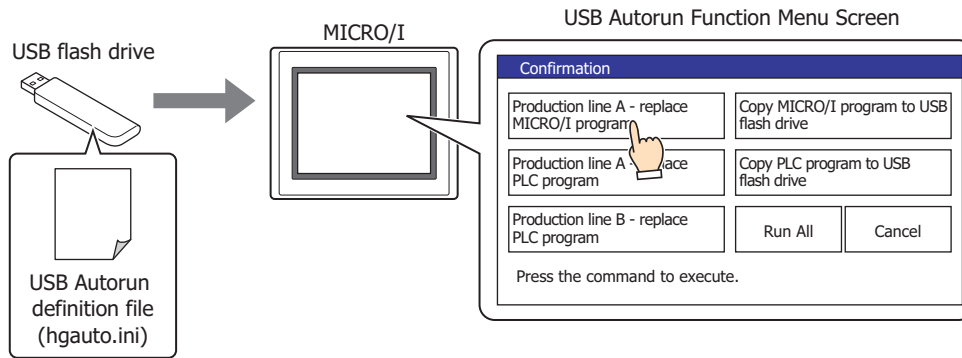 USB Autorun Function Menu Screen
MICRO/I
USB flash drive
Confirmation
Production line A - replace
MICRO/I program
Copy MICRO/I program to USB
flash drive
Production line A -
PLC program
Copy PLC program to USB
flash drive
Production line B - replace
PLC program
Run All
Cancel
Press the command to execute.
USB Autorun
definition file
(hgauto.ini)